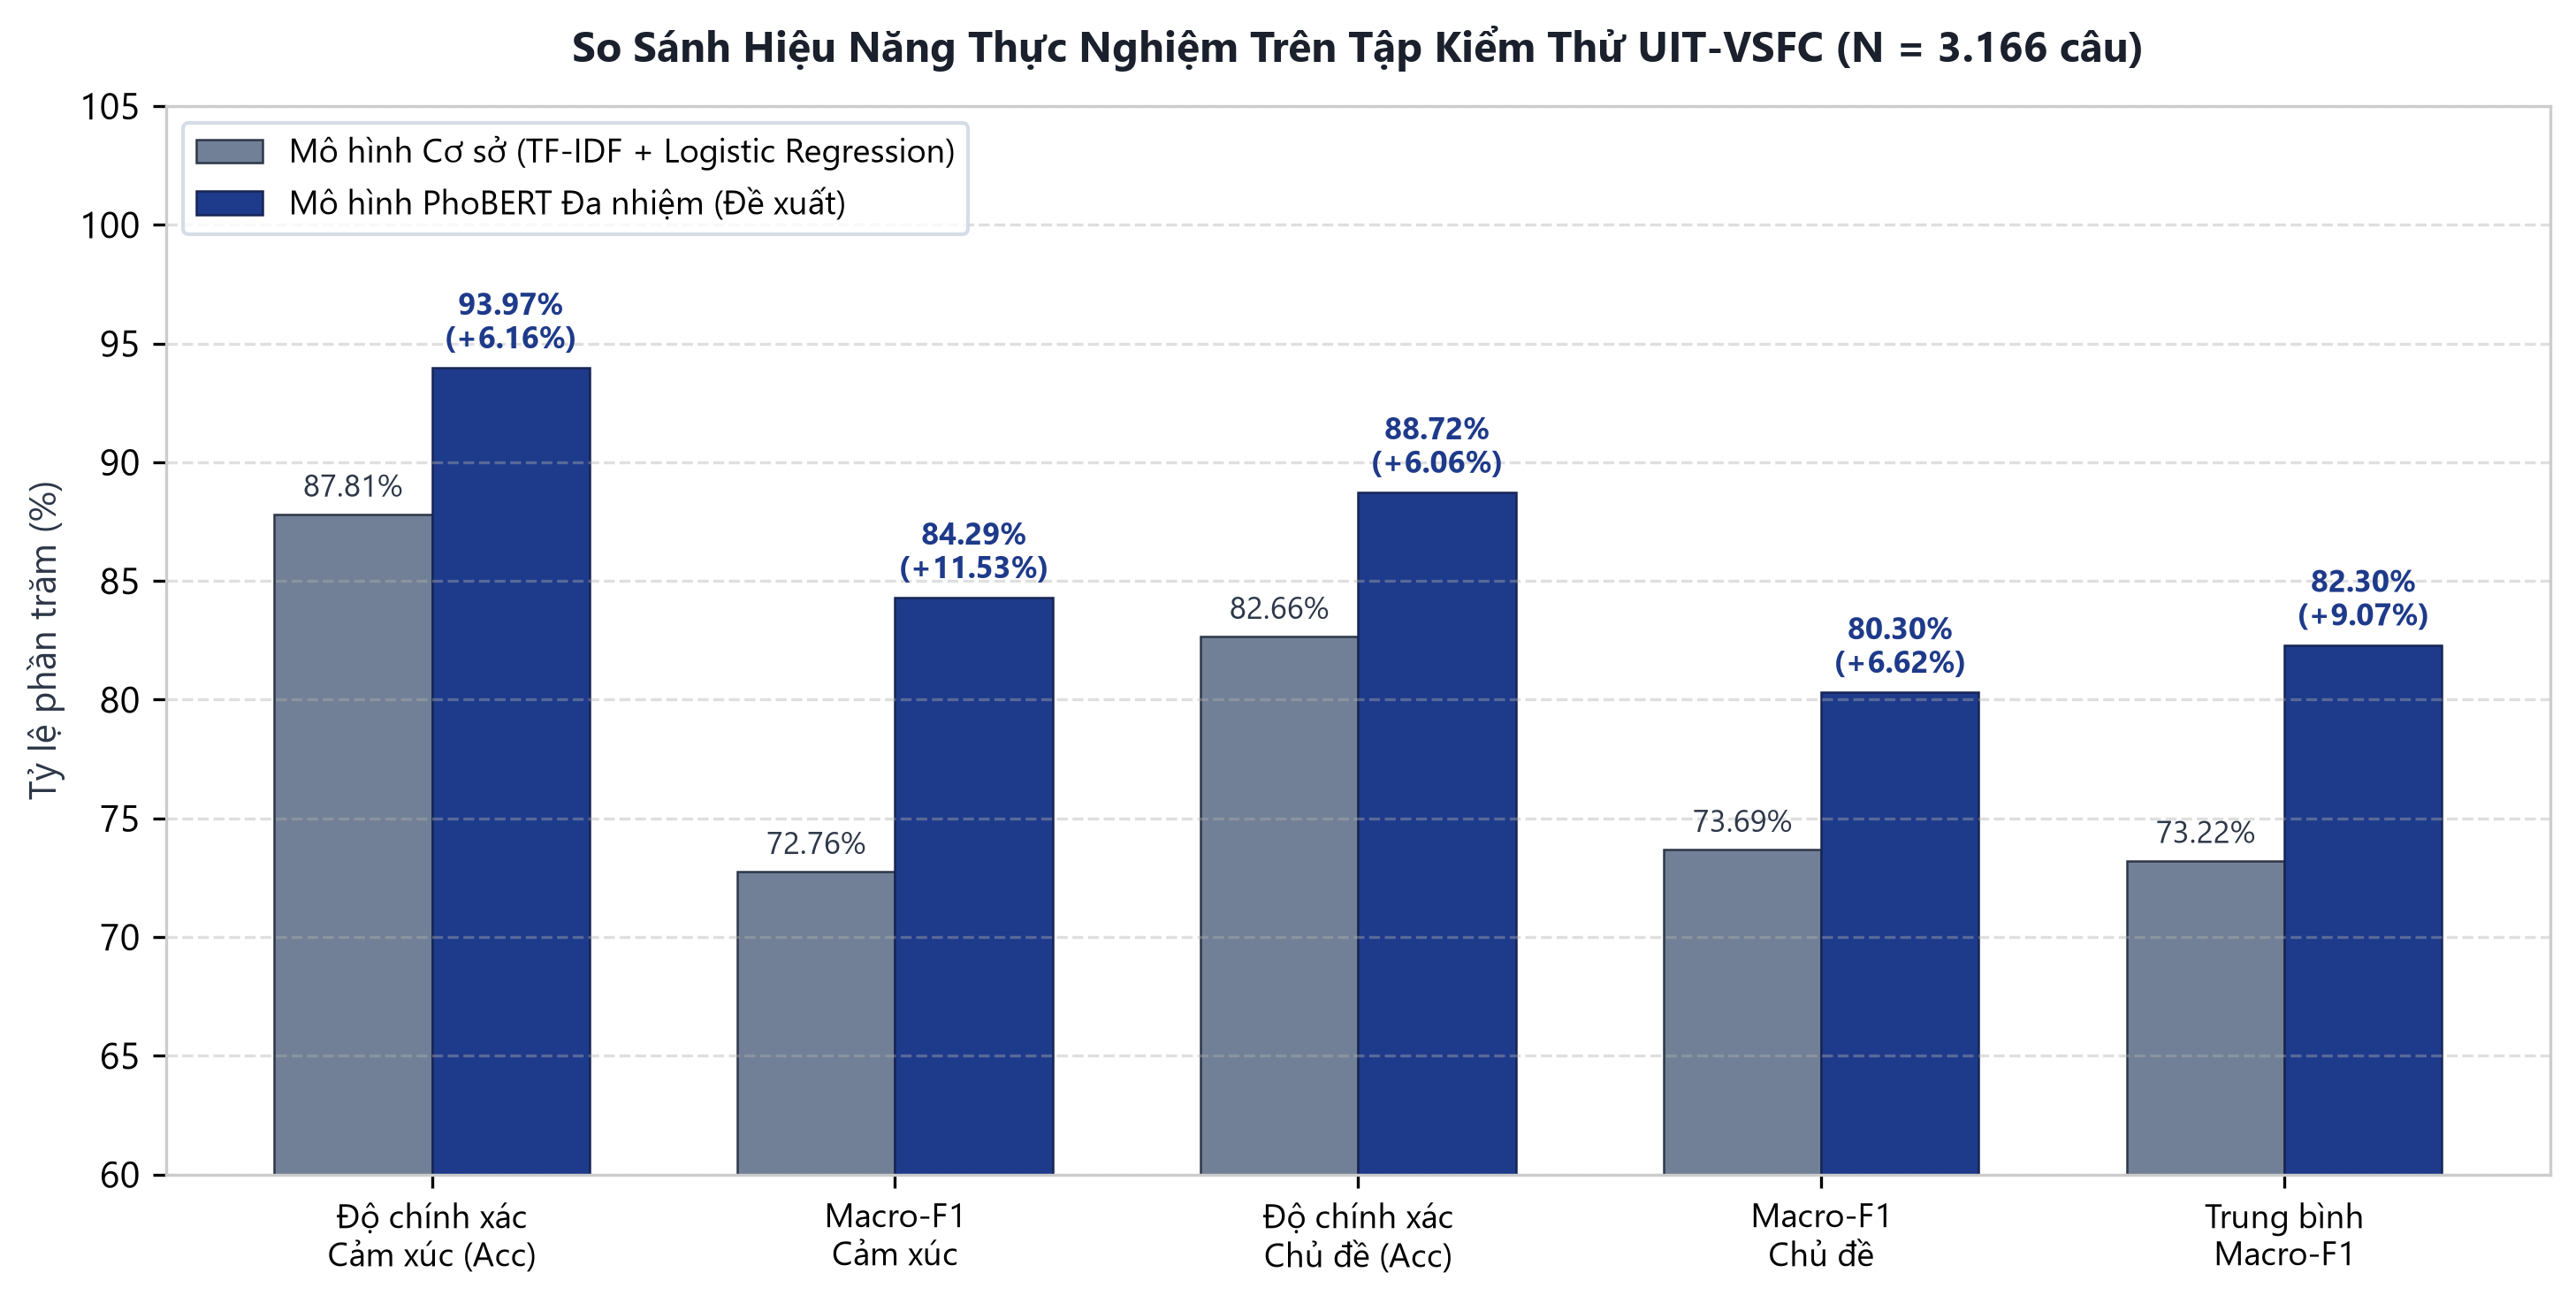 So Sánh Hiệu Năng Thực Nghiệm Trên Tập Kiểm Thử UIT-VSFC (N = 3.166 câu)
Mô hình Cơ sở (TF-IDF + Logistic Regression)
Mô hình PhoBERT Đa nhiệm (Đề xuất)
Tỷ lệ phần trăm (%)
105
100
95
90
85
80
75
70
65
60
87.81%
93.97%
(+6.16%)
72.76%
84.29%
(+11.53%)
82.66%
88.72%
(+6.06%)
73.69%
80.30%
(+6.62%)
73.22%
82.30%
(+9.07%)
Độ chính xác
Cảm xúc (Acc)
Macro-F1
Cảm xúc
Độ chính xác
Chủ đề (Acc)
Macro-F1
Chủ đề
Trung bình
Macro-F1